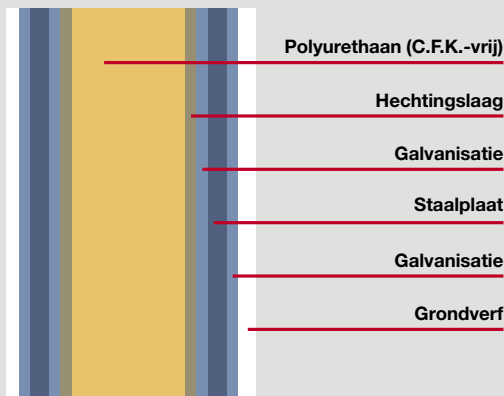 Polyurethaan (C.F.K.-vrij)
Hechtingslaag
Galvanisatie
Staalplaat
Galvanisatie
Grondverf